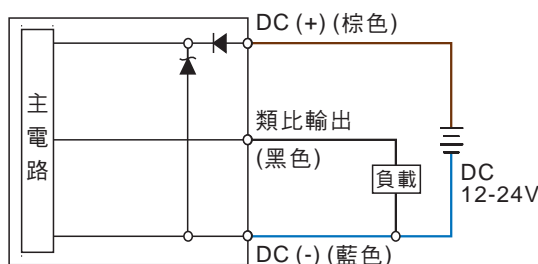 DC (+) (棕色)
主電路
類比輸出
(黑色)
負載
DC
12-24V
DC (-) (藍色)